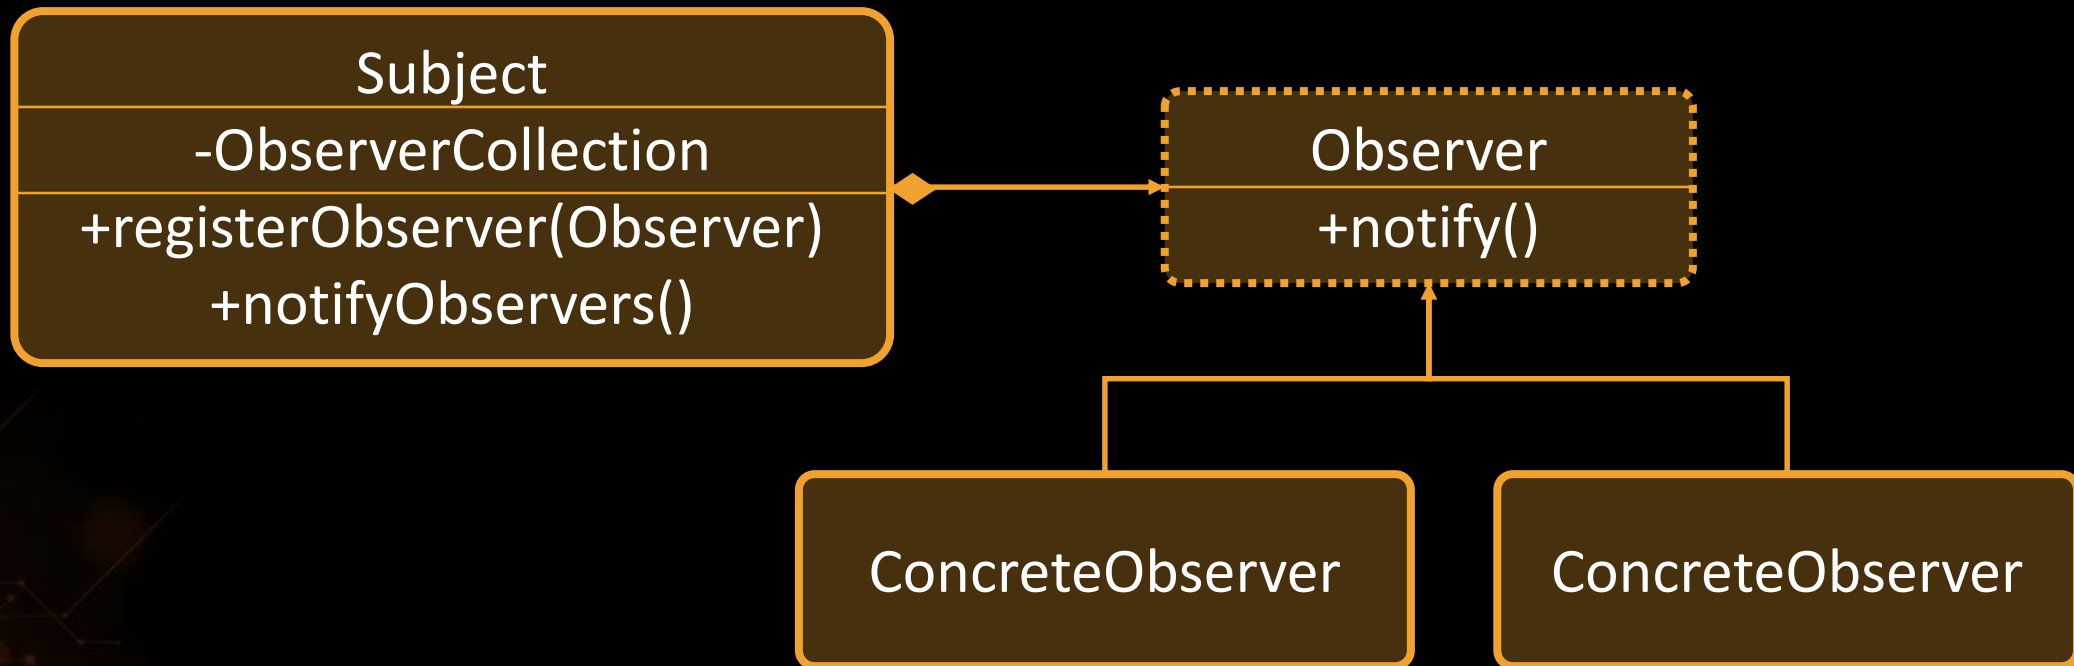 Subject
-ObserverCollection
+registerObserver(Observer)
+notifyObservers()
Observer
+notify()
ConcreteObserver
ConcreteObserver